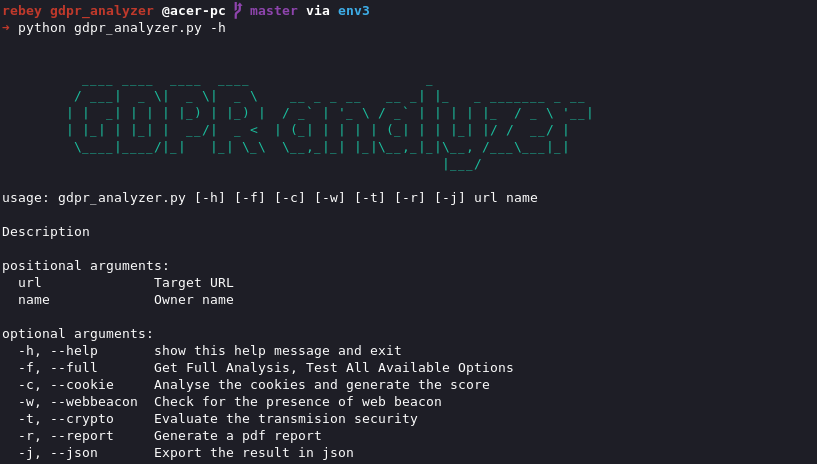 rebey gdpr_analyzer @acer-pc master via env3
→ python gdpr_analyzer.py -h
GDPR analyzer
usage: gdpr_analyzer.py [-h] [-f] [-c] [-w] [-t] [-r] [-j] url name
Description
positional arguments:
url Target URL
name Owner name
optional arguments:
-h, --help show this help message and exit
-f, --full Get Full Analysis, Test All Available Options
-c, --cookie Analyse the cookies and generate the score
-w, --webbeacon Check for the presence of web beacon
-t, --crypto Evaluate the transmision security
-r, --report Generate a pdf report
-j, --json Export the result in json